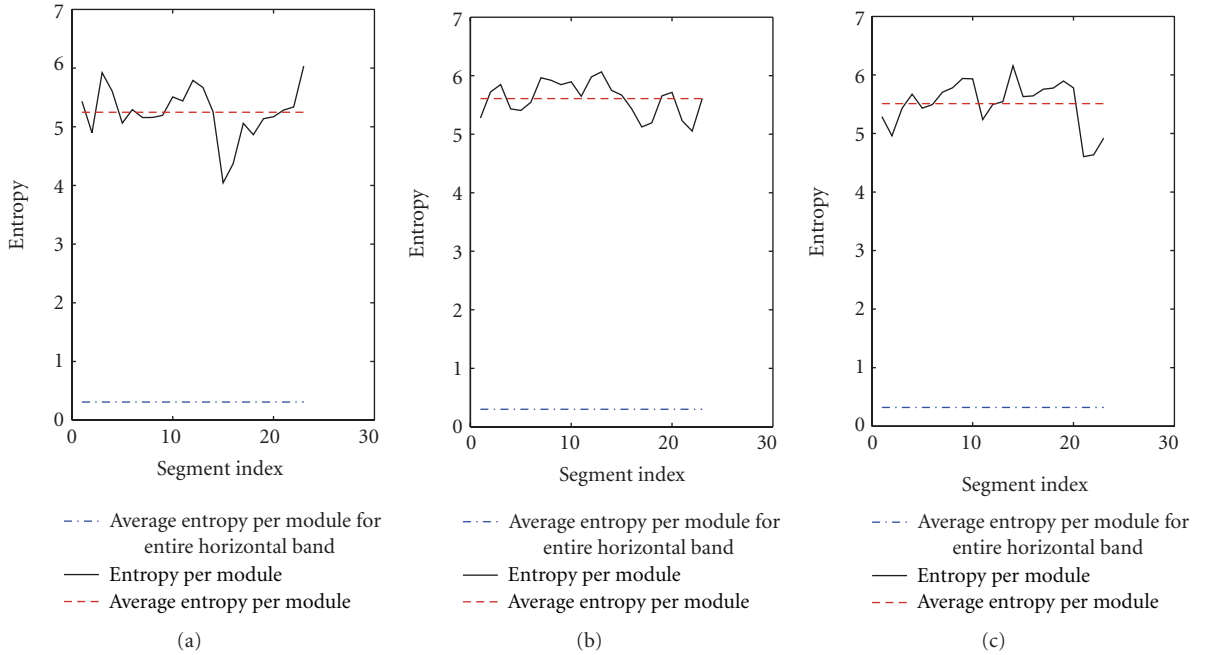 7
6
5
4
3
2
1
0
Entropy
0
10
20
30
Segment index
Average entropy per module for
entire horizontal band
Entropy per module
Average entropy per module
(a)
7
6
5
4
3
2
1
0
Entropy
0
10
20
30
Segment index
Average entropy per module for
entire horizontal band
Entropy per module
Average entropy per module
(b)
7
6
5
4
3
2
1
0
Entropy
0
10
20
30
Segment index
Average entropy per module for
entire horizontal band
Entropy per module
Average entropy per module
(c)